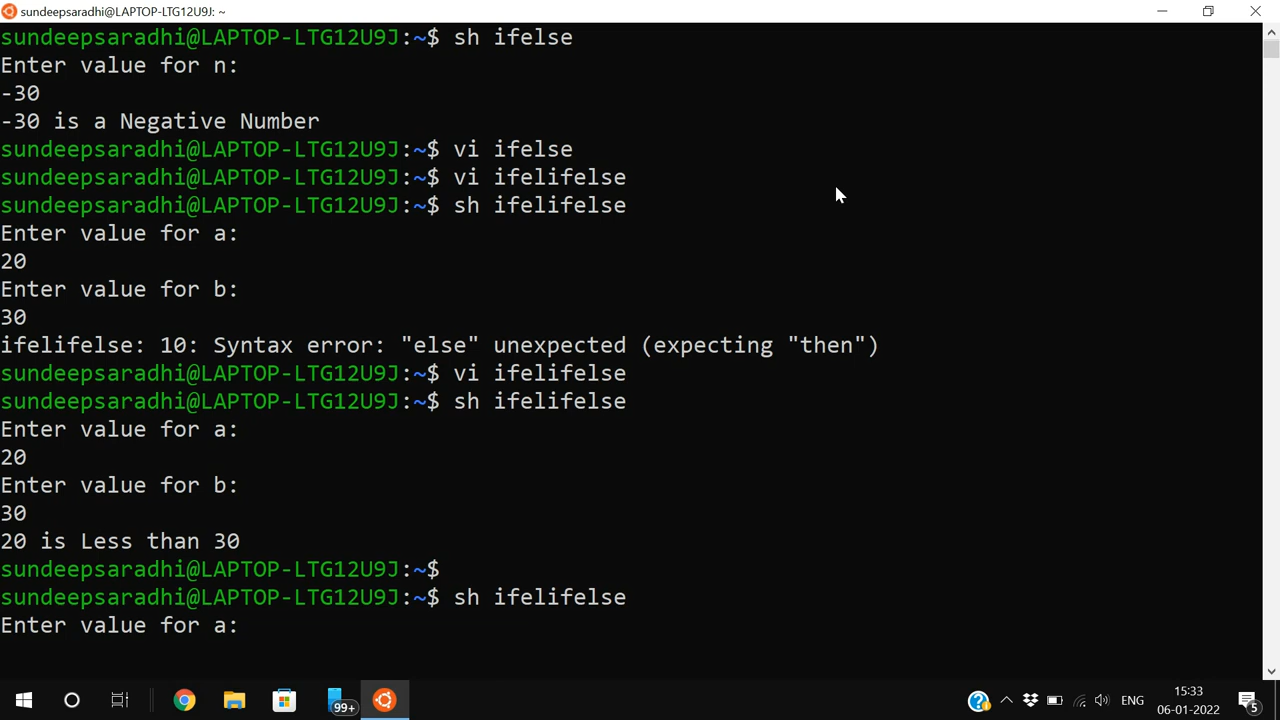 sundeepsaradhi@LAPTOP-LTG12U9J: ~
sundeepsaradhi@LAPTOP-LTG12U9J:~$ sh ifelse
Enter value for n:
-30
-30 is a Negative Number
sundeepsaradhi@LAPTOP-LTG12U9J:~$ vi ifelse
sundeepsaradhi@LAPTOP-LTG12U9J:~$ vi ifelifelse
sundeepsaradhi@LAPTOP-LTG12U9J:~$ sh ifelifelse
Enter value for a:
20
Enter value for b:
30
ifelifelse: 10: Syntax error: "else" unexpected (expecting "then")
sundeepsaradhi@LAPTOP-LTG12U9J:~$ vi ifelifelse
sundeepsaradhi@LAPTOP-LTG12U9J:~$ sh ifelifelse
Enter value for a:
20
Enter value for b:
30
20 is Less than 30
sundeepsaradhi@LAPTOP-LTG12U9J:~$
sundeepsaradhi@LAPTOP-LTG12U9J:~$ sh ifelifelse
Enter value for a:
99+
ENG
15:33
06-01-2022
5